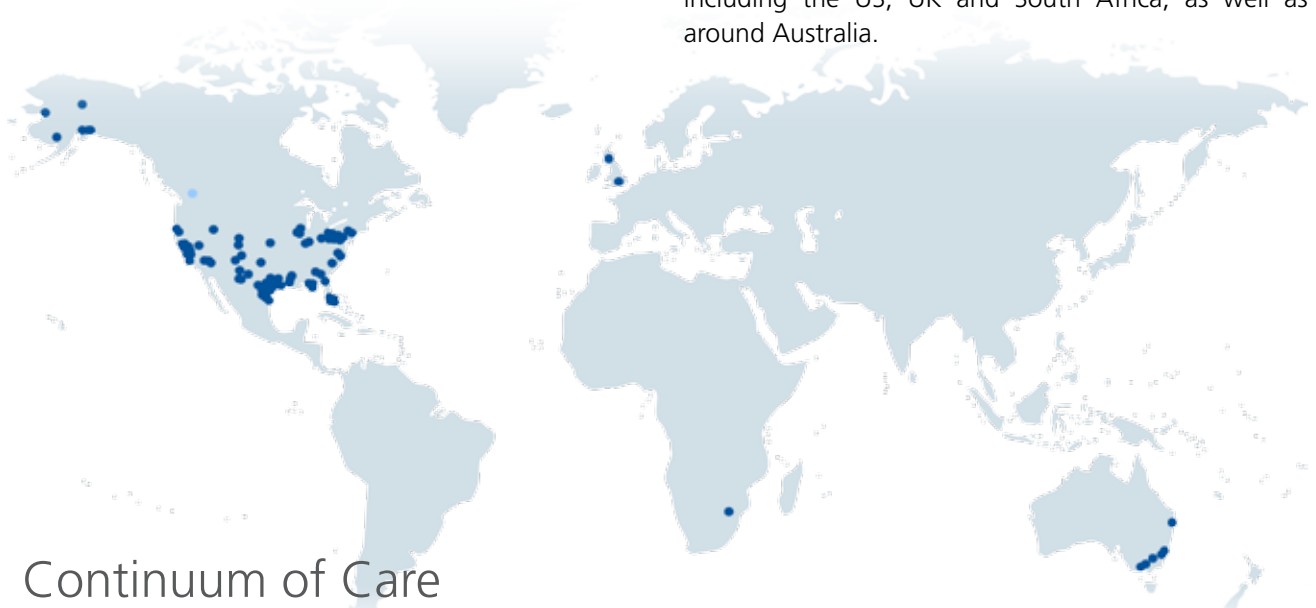 including the US, UK and South Africa, as well as
around Australia.
Continuum of Care